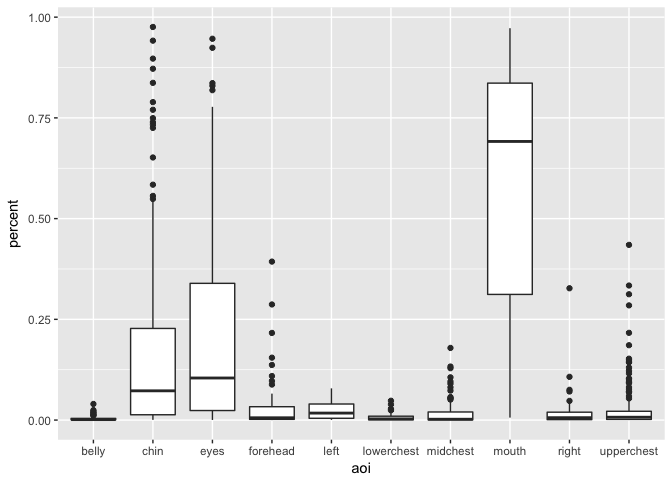 1.00
0.75
0.50
0.25
0.00
percent
belly chin eyes forehead left lowerchest midchest mouth right upperchest
aoi